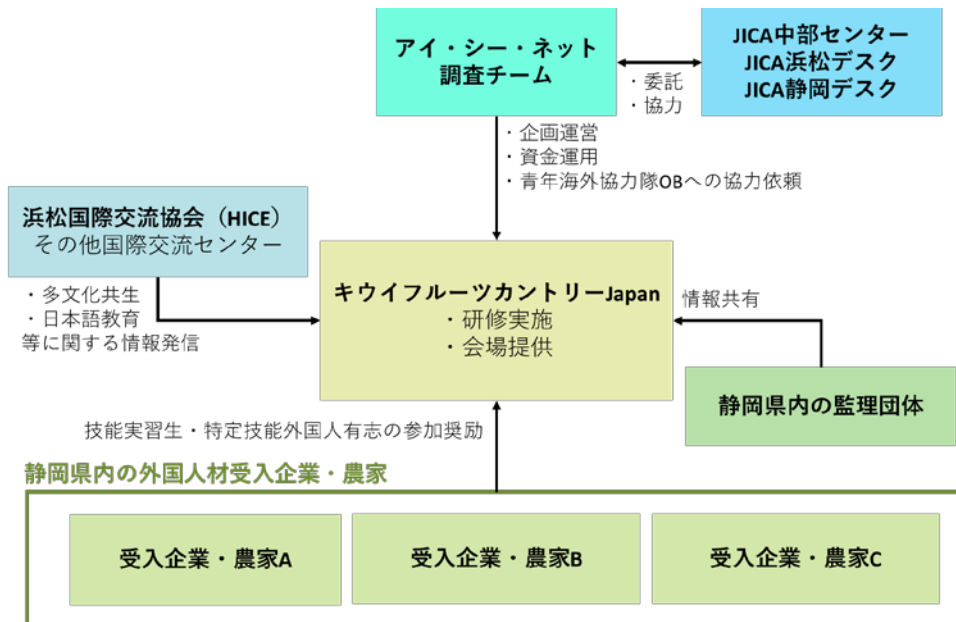 アイ・シー・ネット
調査チーム
JICA中部センター
JICA浜松デスク
JICA静岡デスク
・委託
・協力
・企画運営
・資金運用
・青年海外協力隊OBへの協力依頼
浜松国際交流協会（HICE）
その他国際交流センター
・多文化共生
・日本語教育
等に関する情報発信
キウイフルーツカントリーJapan
・研修実施
・会場提供
情報共有
静岡県内の監理団体
技能実習生・特定技能外国人有志の参加奨励
静岡県内の外国人材受入企業・農家
受入企業・農家A
受入企業・農家B
受入企業・農家C